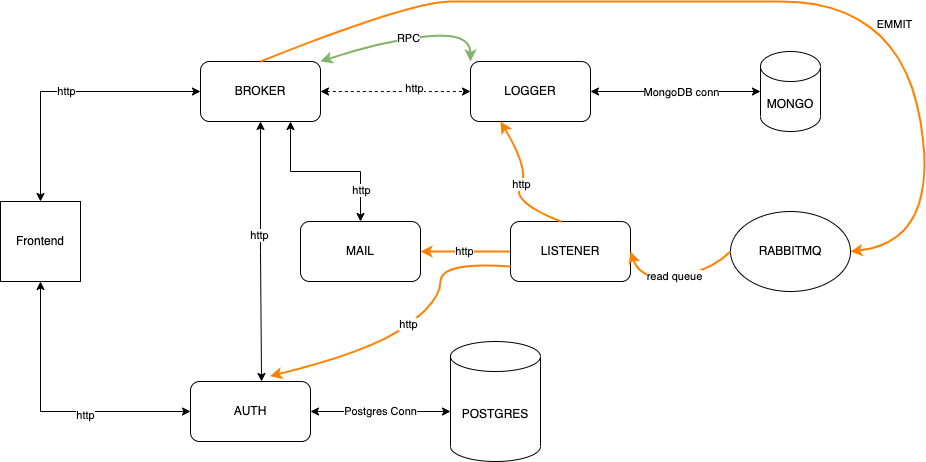 EMMIT
RPC
http
BROKER
http
LOGGER
MongoDB conn
MONGO
http
http
http
Frontend
MAIL
http
LISTENER
read queue
RABBITMQ
http
http
AUTH
Postgres Conn
POSTGRES